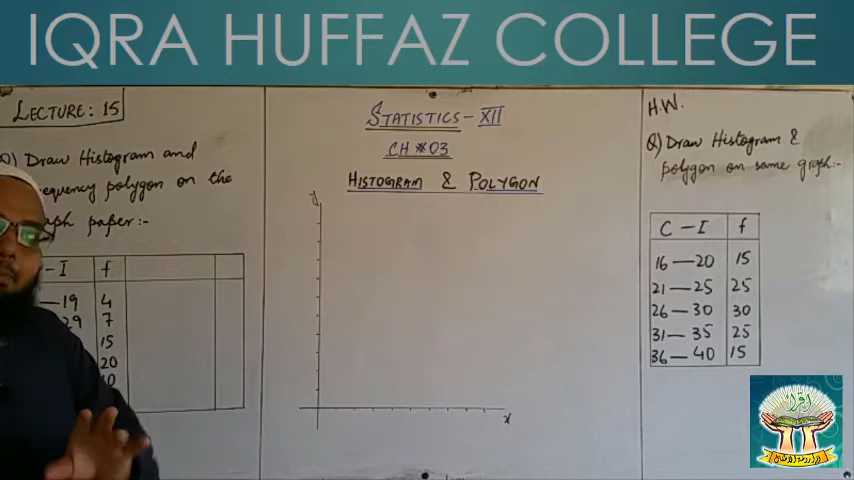 IQRA HUFFAZ COLLEGE
LECTURE: 15
Q) Draw Histogram and
frequency polygon on the
graph paper:-
-I f
—19 4
29 7
15
20
10
STATISTICS-XII
CH #03
HISTOGRAM & POLYGON
y
x
H.W.
Q) Draw Histogram &
polygon on same graph:-
C-I f
16—20 15
21—25 25
26—30 30
31—35 25
36—40 15